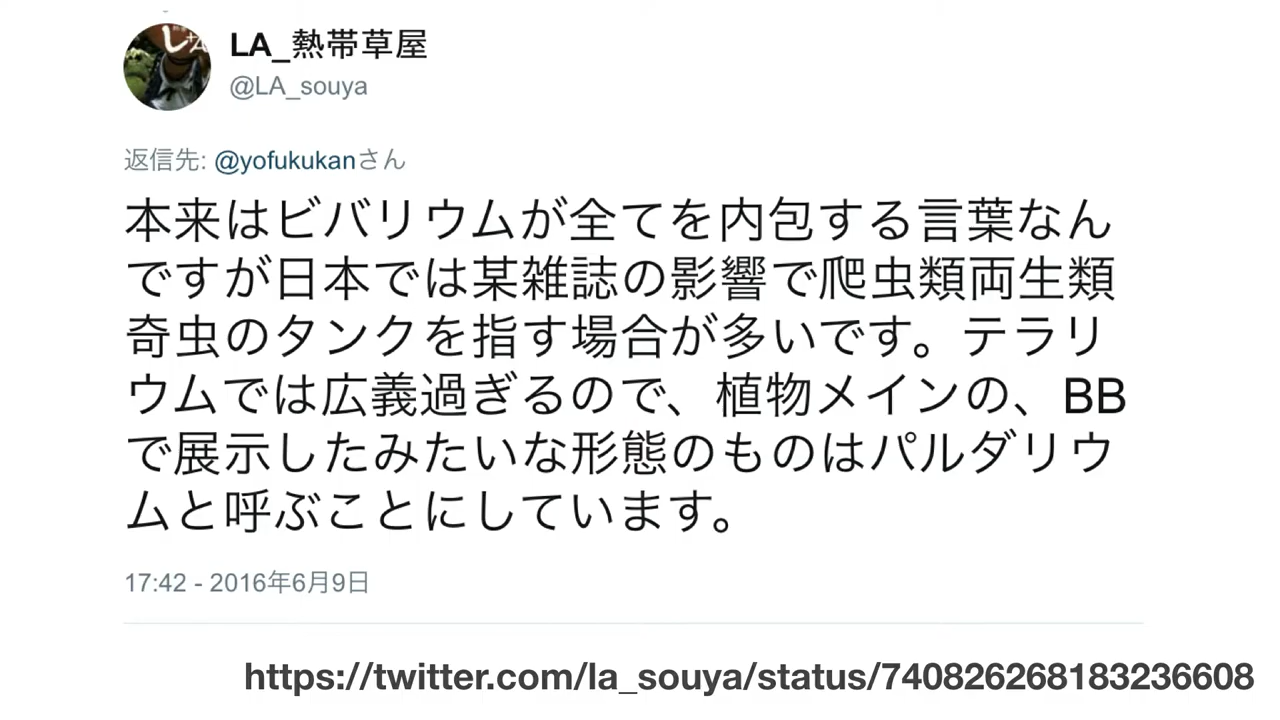 LA_熱帯草屋
@LA_souya
返信先: @yofukukanさん
本来はビバリウムが全てを内包する言葉なん
ですが日本では某雑誌の影響で爬虫類両生類
奇虫のタンクを指す場合が多いです。テラリ
ウムでは広義過ぎるので、植物メインの、BB
で展示したみたいな形態のものはパルダリウ
ムと呼ぶことにしています。
17:42 - 2016年6月9日
https://twitter.com/la_souya/status/740826268183236608